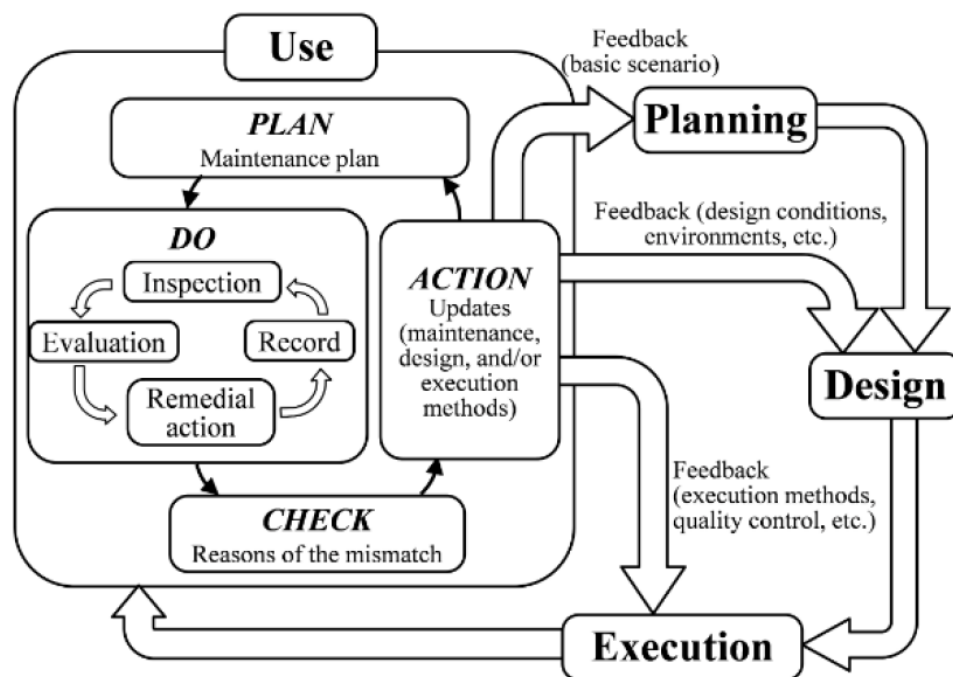 Use
PLAN
Maintenance plan
DO
Inspection
Evaluation
Record
Remedial
action
CHECK
Reasons of the mismatch
ACTION
Updates
(maintenance,
design, and/or
execution
methods)
Feedback
(basic scenario)
Planning
Feedback (design conditions,
environments, etc.)
Design
Feedback
(execution methods,
quality control, etc.)
Execution